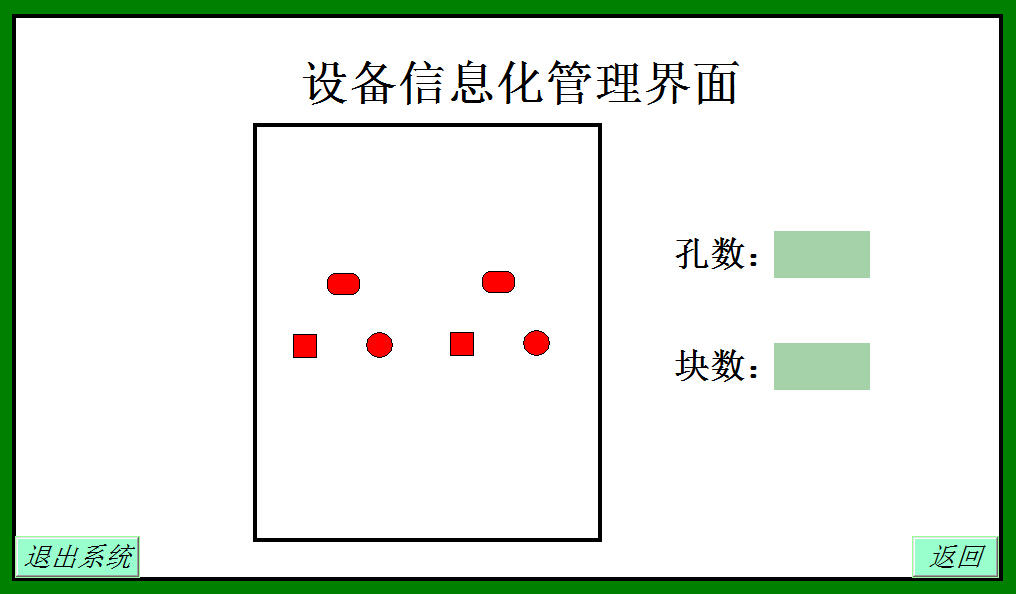 设备信息化管理界面
孔数：
块数：
退出系统
返回